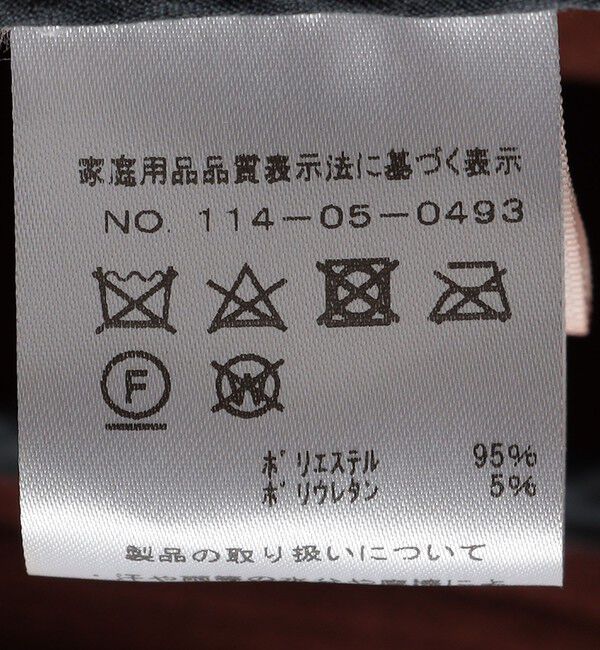 家庭用品品質表示法に基づく表示
NO. 114-05-0493
F W
ポリエステル 95%
ポリウレタン 5%
製品の取り扱いについて